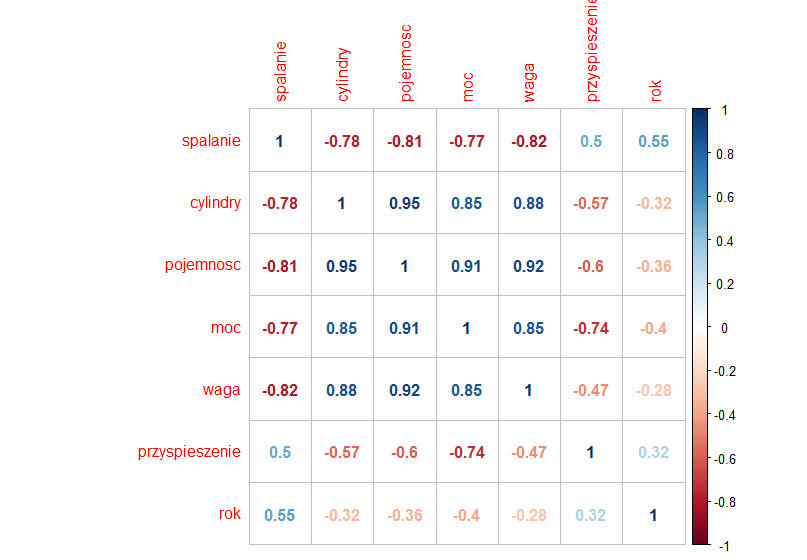 spalanie cylindry pojemnosc moc waga przyspieszenie rok
spalanie 1 -0.78 -0.81 -0.77 -0.82 0.5 0.55
cylindry -0.78 1 0.95 0.85 0.88 -0.57 -0.32
pojemnosc -0.81 0.95 1 0.91 0.92 -0.6 -0.36
moc -0.77 0.85 0.91 1 0.85 -0.74 -0.4
waga -0.82 0.88 0.92 0.85 1 -0.47 -0.28
przyspieszenie 0.5 -0.57 -0.6 -0.74 -0.47 1 0.32
rok 0.55 -0.32 -0.36 -0.4 -0.28 0.32 1
1
0.8
0.6
0.4
0.2
0
-0.2
-0.4
-0.6
-0.8
-1